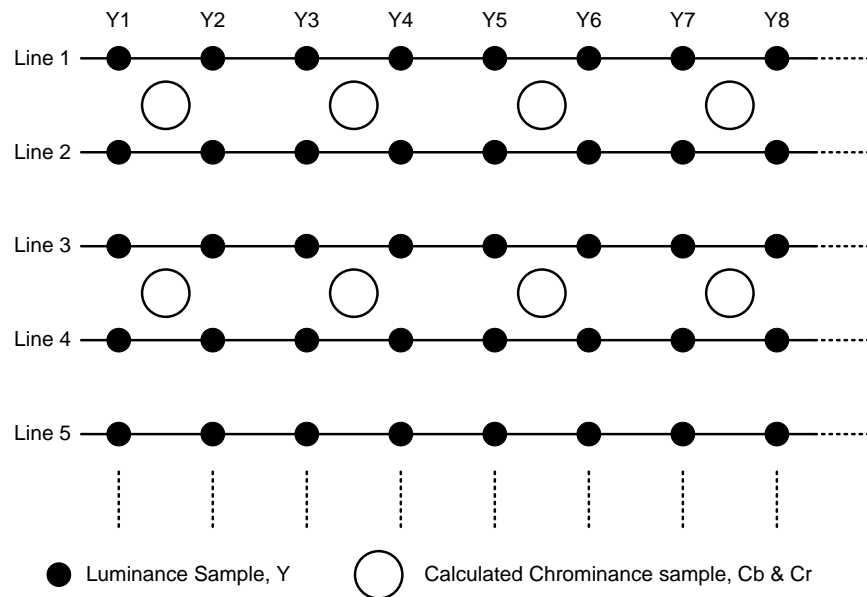 Y1 Y2 Y3 Y4 Y5 Y6 Y7 Y8
Line 1
Line 2
Line 3
Line 4
Line 5
Luminance Sample, Y Calculated Chrominance sample, Cb & Cr